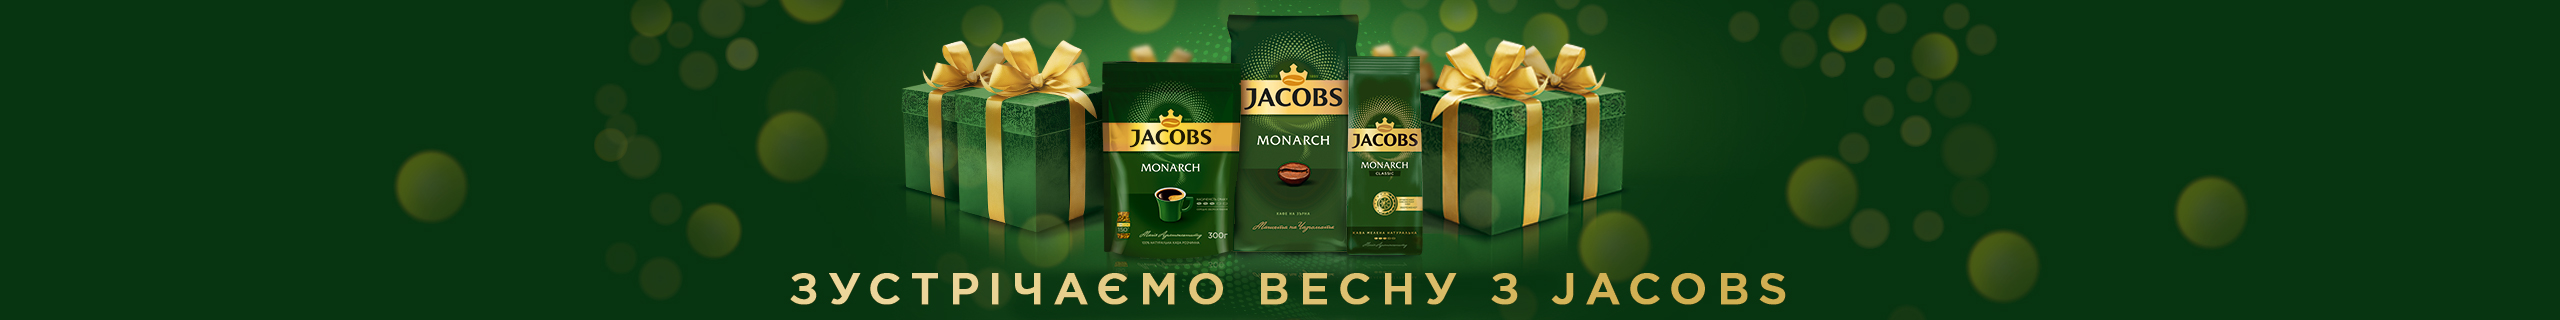 JACOBS
MONARCH
300г
JACOBS
MONARCH
JACOBS
MONARCH
CLASSIC
ЗУСТРІЧАЄМО ВЕСНУ З JACOBS